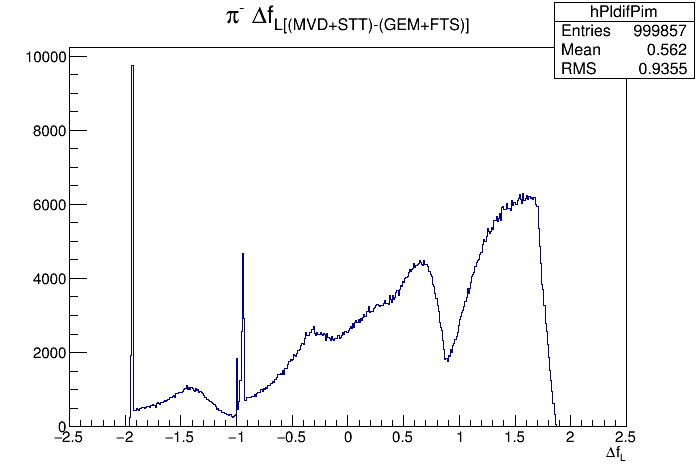 π⁻ Δf_L[(MVD+STT)-(GEM+FTS)]
hPldifPim
Entries 999857
Mean 0.562
RMS 0.9355
10000
8000
6000
4000
2000
0
−2.5 −2 −1.5 −1 −0.5 0 0.5 1 1.5 2 2.5
Δf_L